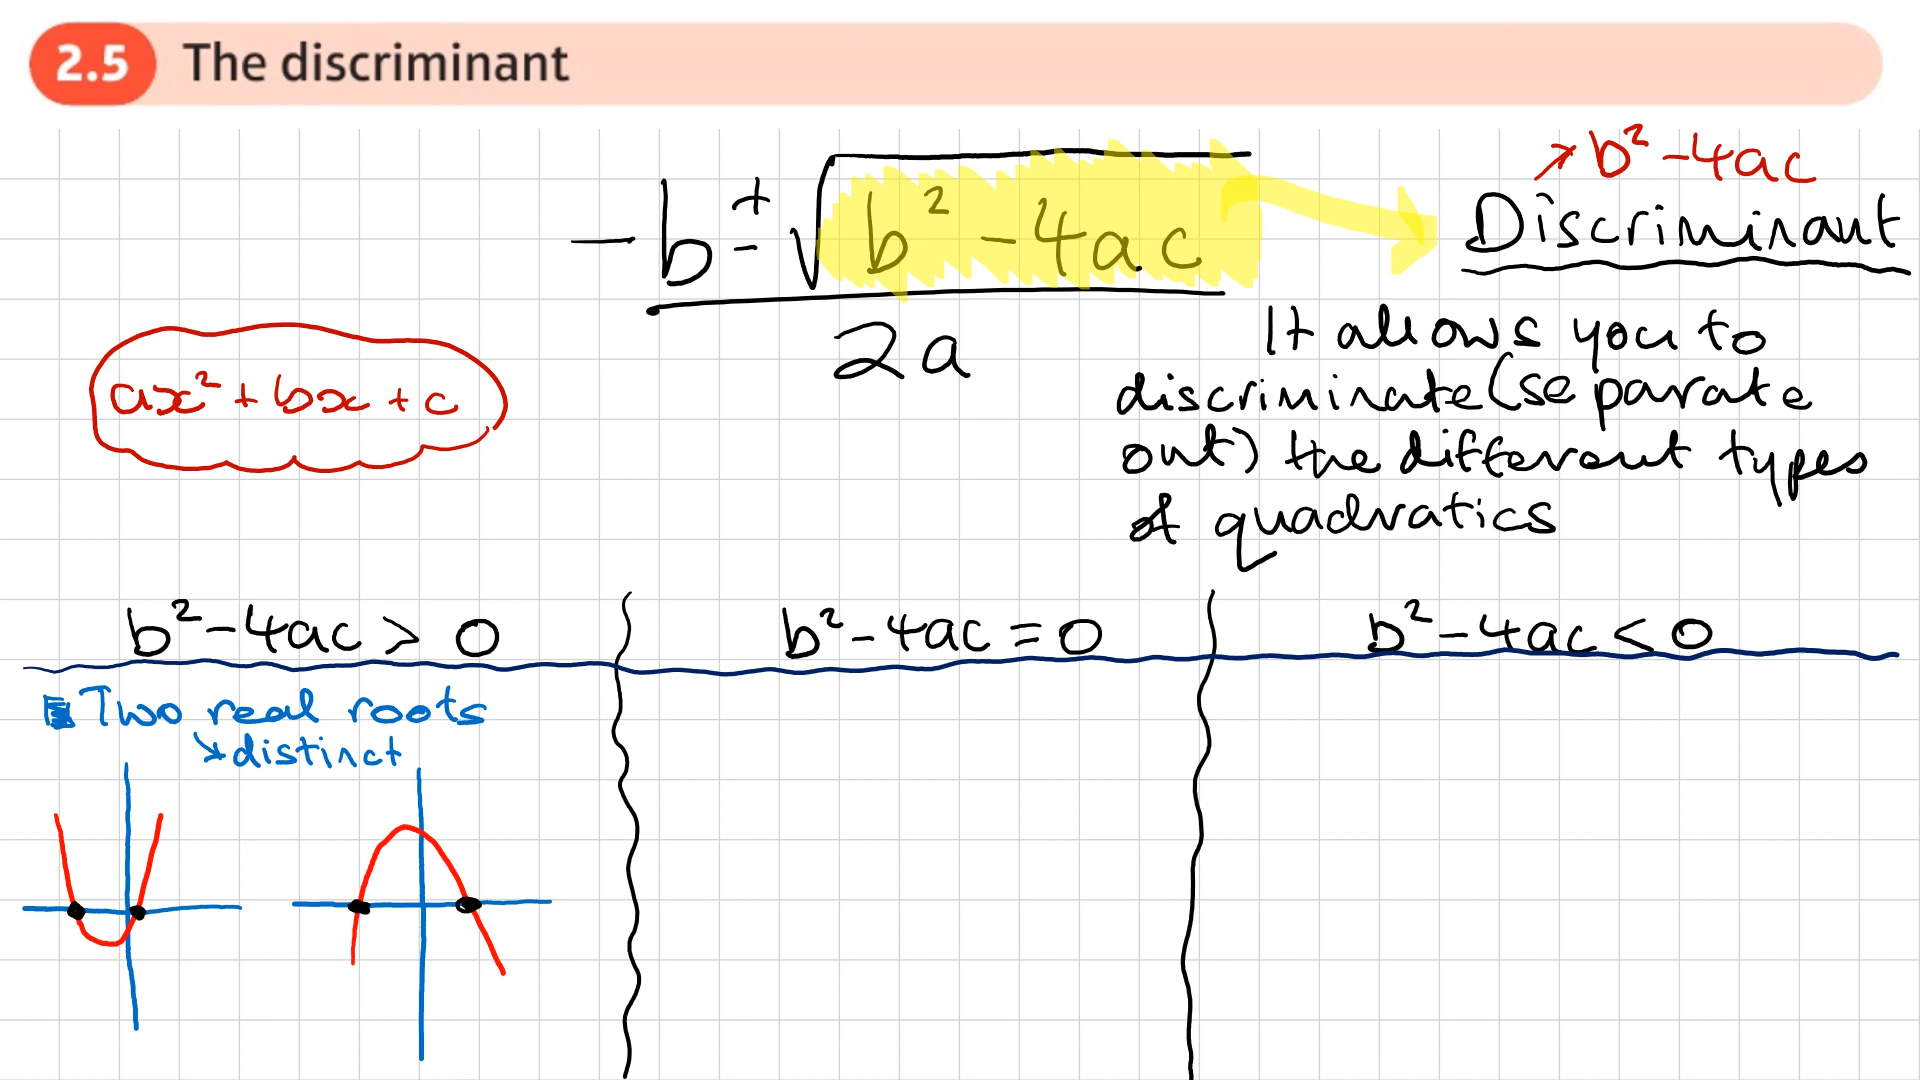 2.5 The discriminant
→ b² - 4ac
-b ± √b² - 4ac
Discriminant
2a
ax² + bx + c
It allows you to
discriminate (separate
out) the different types
of quadratics
b² - 4ac > 0
b² - 4ac = 0
b² - 4ac < 0
Two real roots
↘ distinct